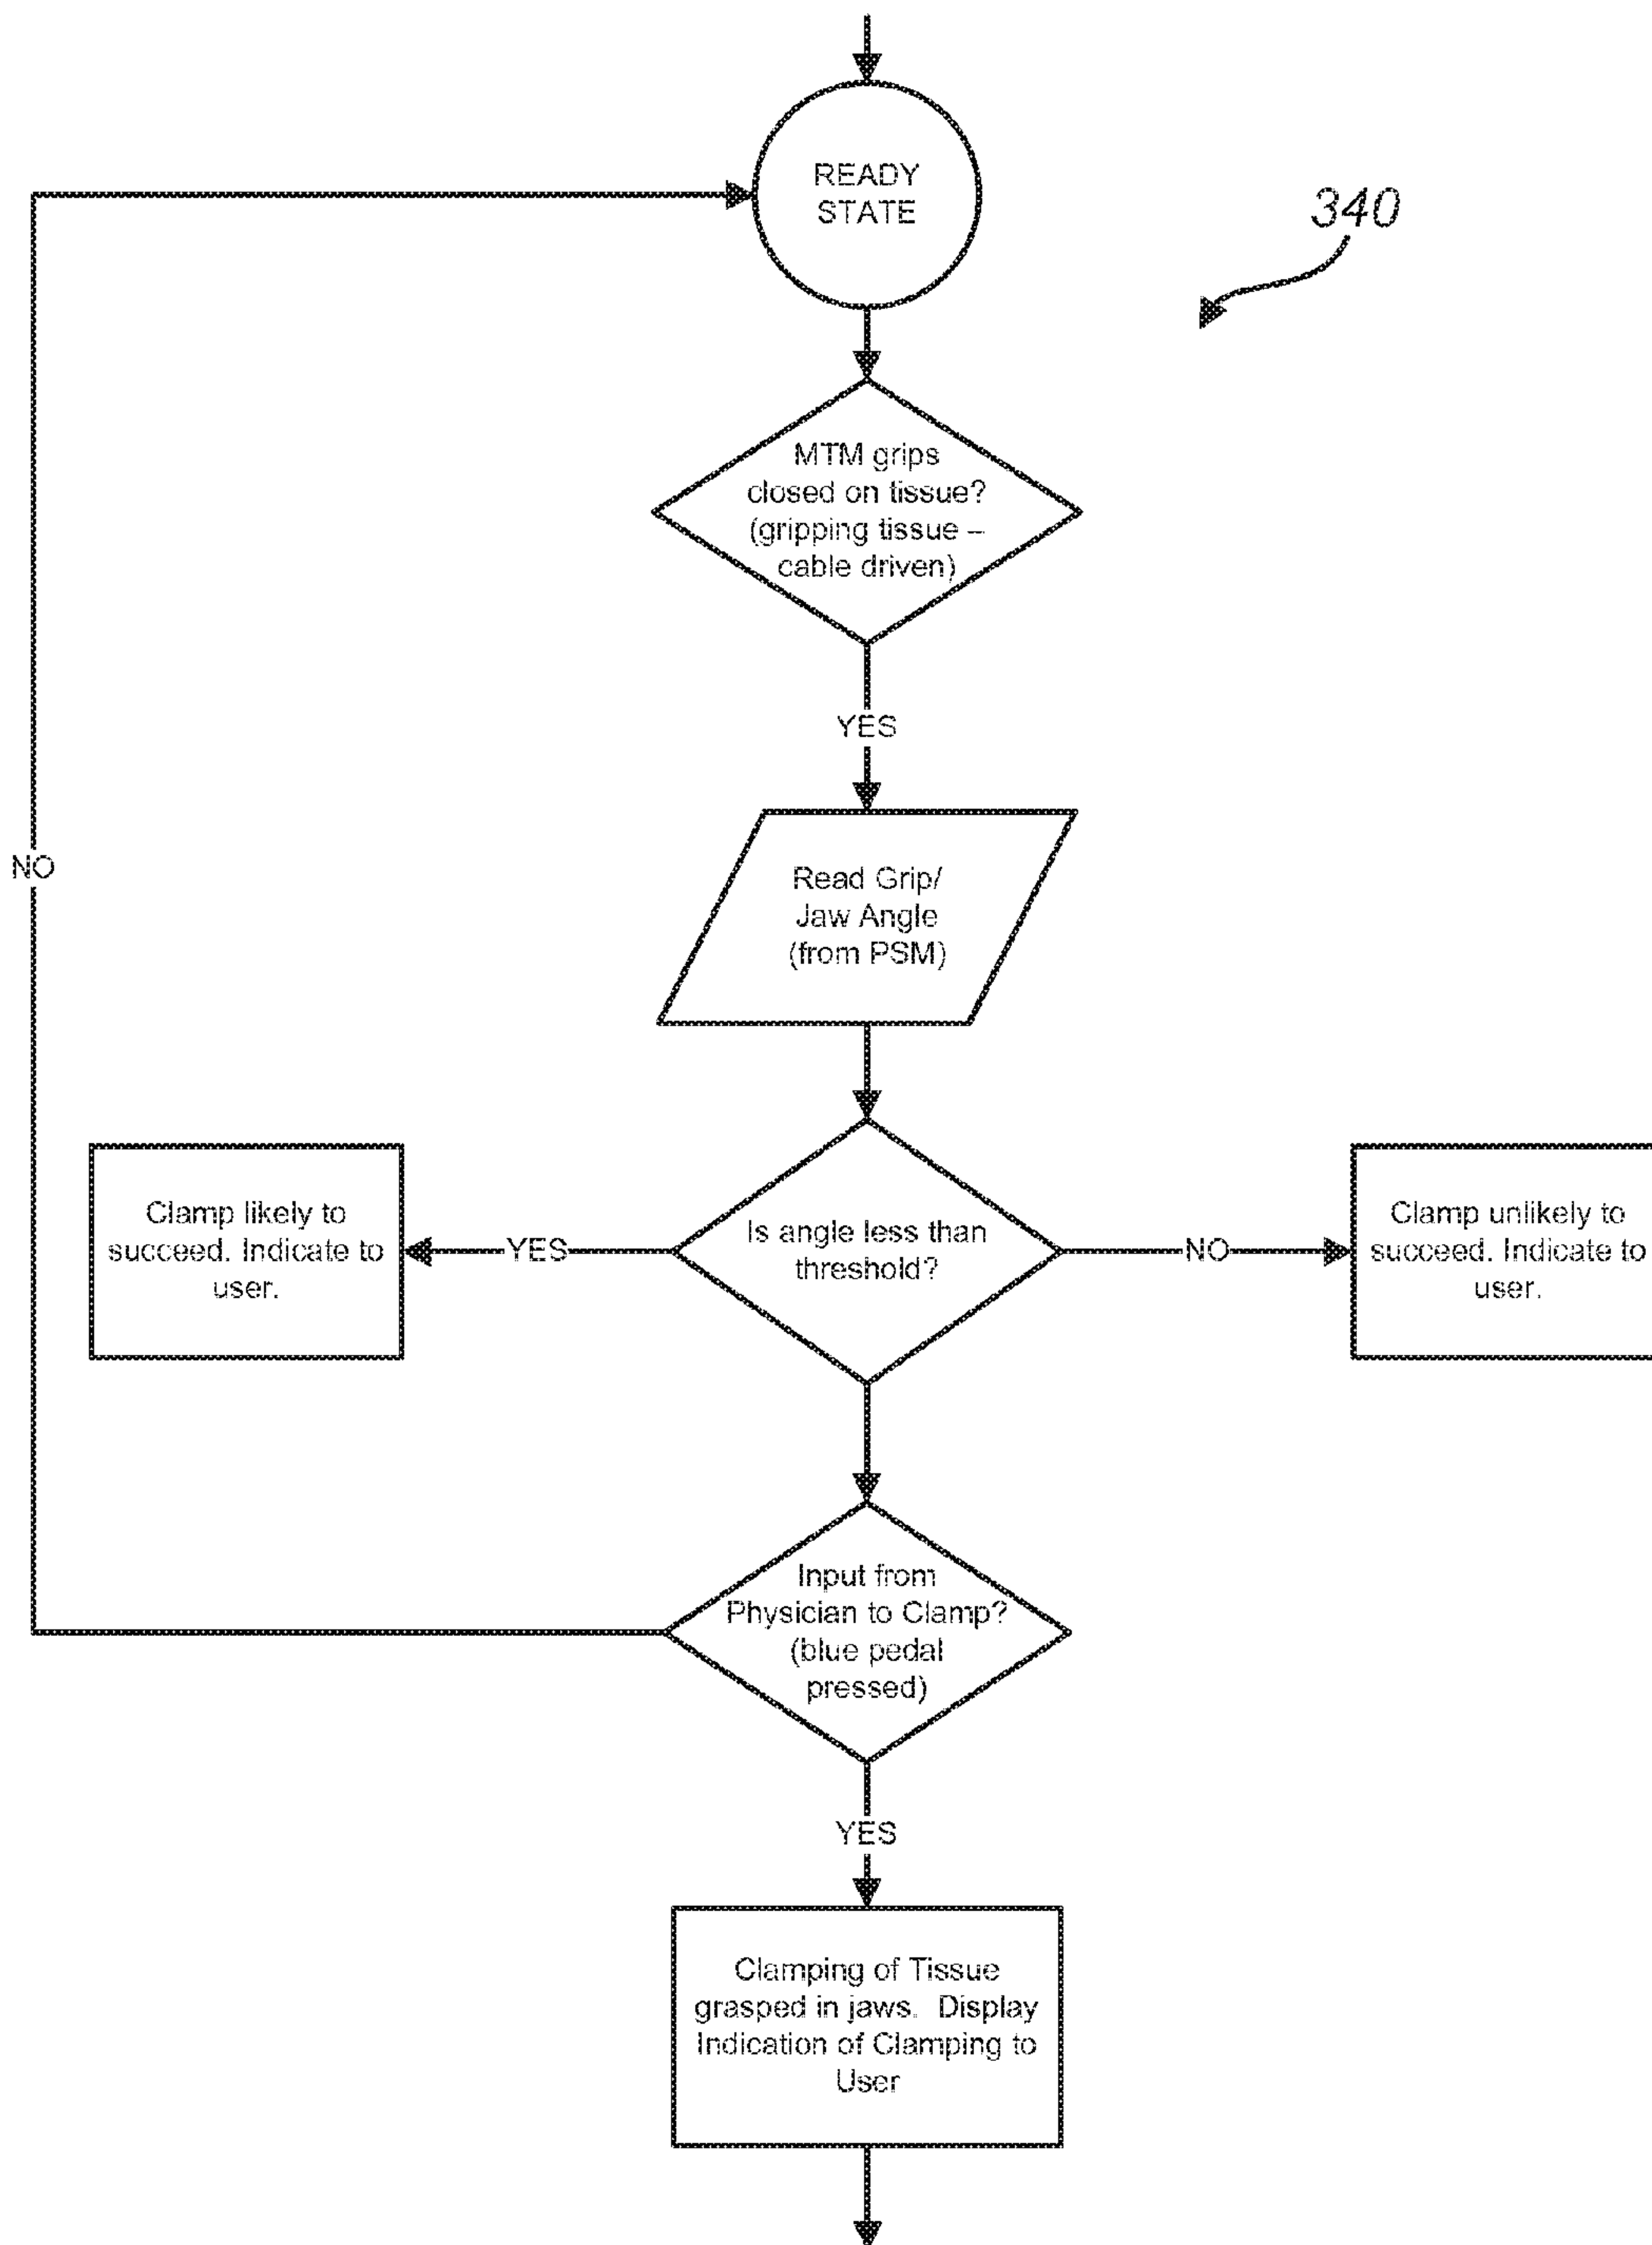 READY
STATE
340
MTM grips
closed on tissue?
(gripping tissue –
cable driven)
YES
NO
Read Grip/
Jaw Angle
(from PSM)
Clamp likely to
succeed. Indicate to
user.
YES
Is angle less than
threshold?
NO
Clamp unlikely to
succeed. Indicate to
user.
Input from
Physician to Clamp?
(blue pedal
pressed)
YES
Clamping of Tissue
grasped in jaws. Display
Indication of Clamping to
User